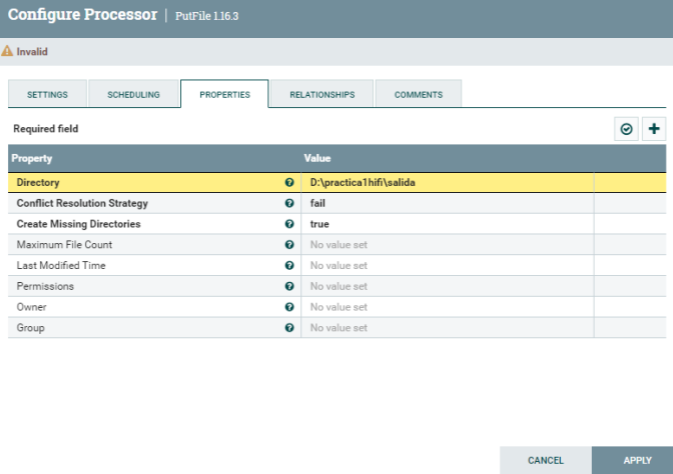 Configure Processor | PutFile 1.16.3
Invalid
SETTINGS SCHEDULING PROPERTIES RELATIONSHIPS COMMENTS
Required field
Property Value
Directory D:\practica1hifi\salida
Conflict Resolution Strategy fail
Create Missing Directories true
Maximum File Count No value set
Last Modified Time No value set
Permissions No value set
Owner No value set
Group No value set
CANCEL APPLY